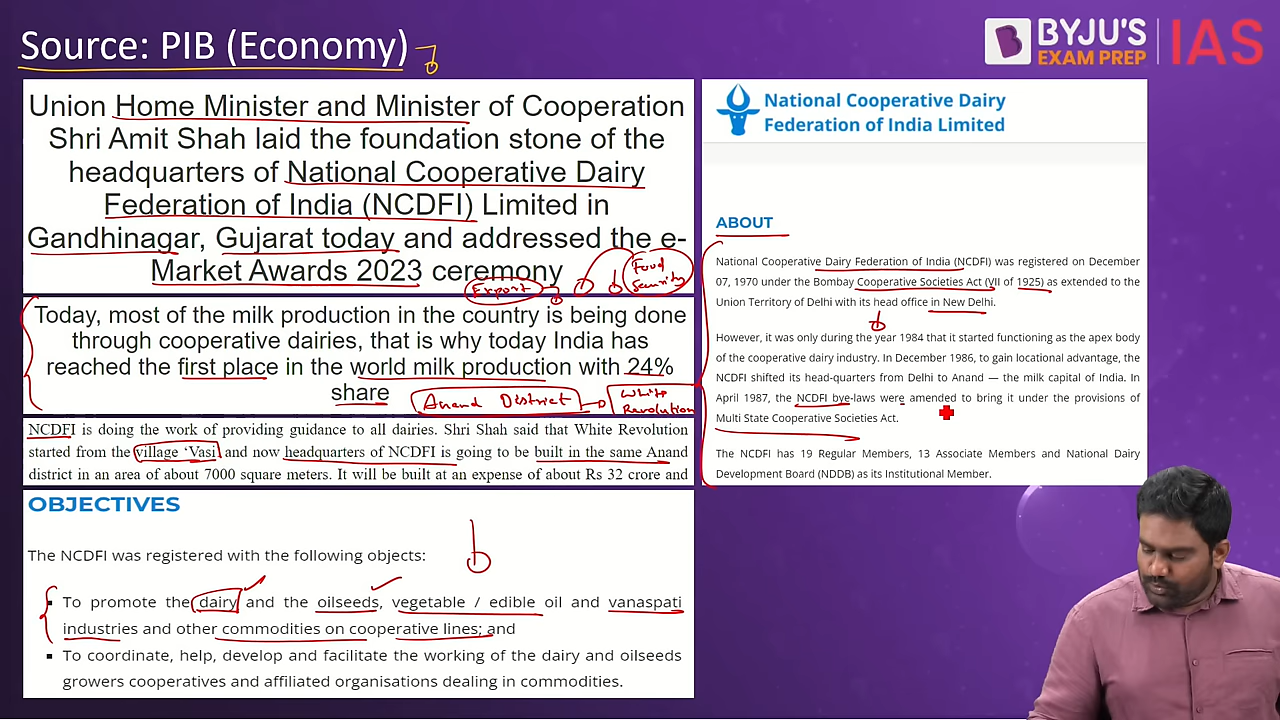 Source: PIB (Economy)
BYJU'S
EXAM PREP
IAS
Union Home Minister and Minister of Cooperation
Shri Amit Shah laid the foundation stone of the
headquarters of National Cooperative Dairy
Federation of India (NCDFI) Limited in
Gandhinagar, Gujarat today and addressed the e-
Market Awards 2023 ceremony
Export
Food
Security
Today, most of the milk production in the country is being done
through cooperative dairies, that is why today India has
reached the first place in the world milk production with 24%
share
Anand District
White
Revolution
NCDFI is doing the work of providing guidance to all dairies. Shri Shah said that White Revolution
started from the village 'Vasi' and now headquarters of NCDFI is going to be built in the same Anand
district in an area of about 7000 square meters. It will be built at an expense of about Rs 32 crore and
OBJECTIVES
The NCDFI was registered with the following objects:
▪ To promote the dairy and the oilseeds, vegetable / edible oil and vanaspati
industries and other commodities on cooperative lines; and
▪ To coordinate, help, develop and facilitate the working of the dairy and oilseeds
growers cooperatives and affiliated organisations dealing in commodities.
National Cooperative Dairy
Federation of India Limited
ABOUT
National Cooperative Dairy Federation of India (NCDFI) was registered on December
07, 1970 under the Bombay Cooperative Societies Act (VII of 1925) as extended to the
Union Territory of Delhi with its head office in New Delhi.
However, it was only during the year 1984 that it started functioning as the apex body
of the cooperative dairy industry. In December 1986, to gain locational advantage, the
NCDFI shifted its head-quarters from Delhi to Anand — the milk capital of India. In
April 1987, the NCDFI bye-laws were amended to bring it under the provisions of
Multi State Cooperative Societies Act.
The NCDFI has 19 Regular Members, 13 Associate Members and National Dairy
Development Board (NDDB) as its Institutional Member.